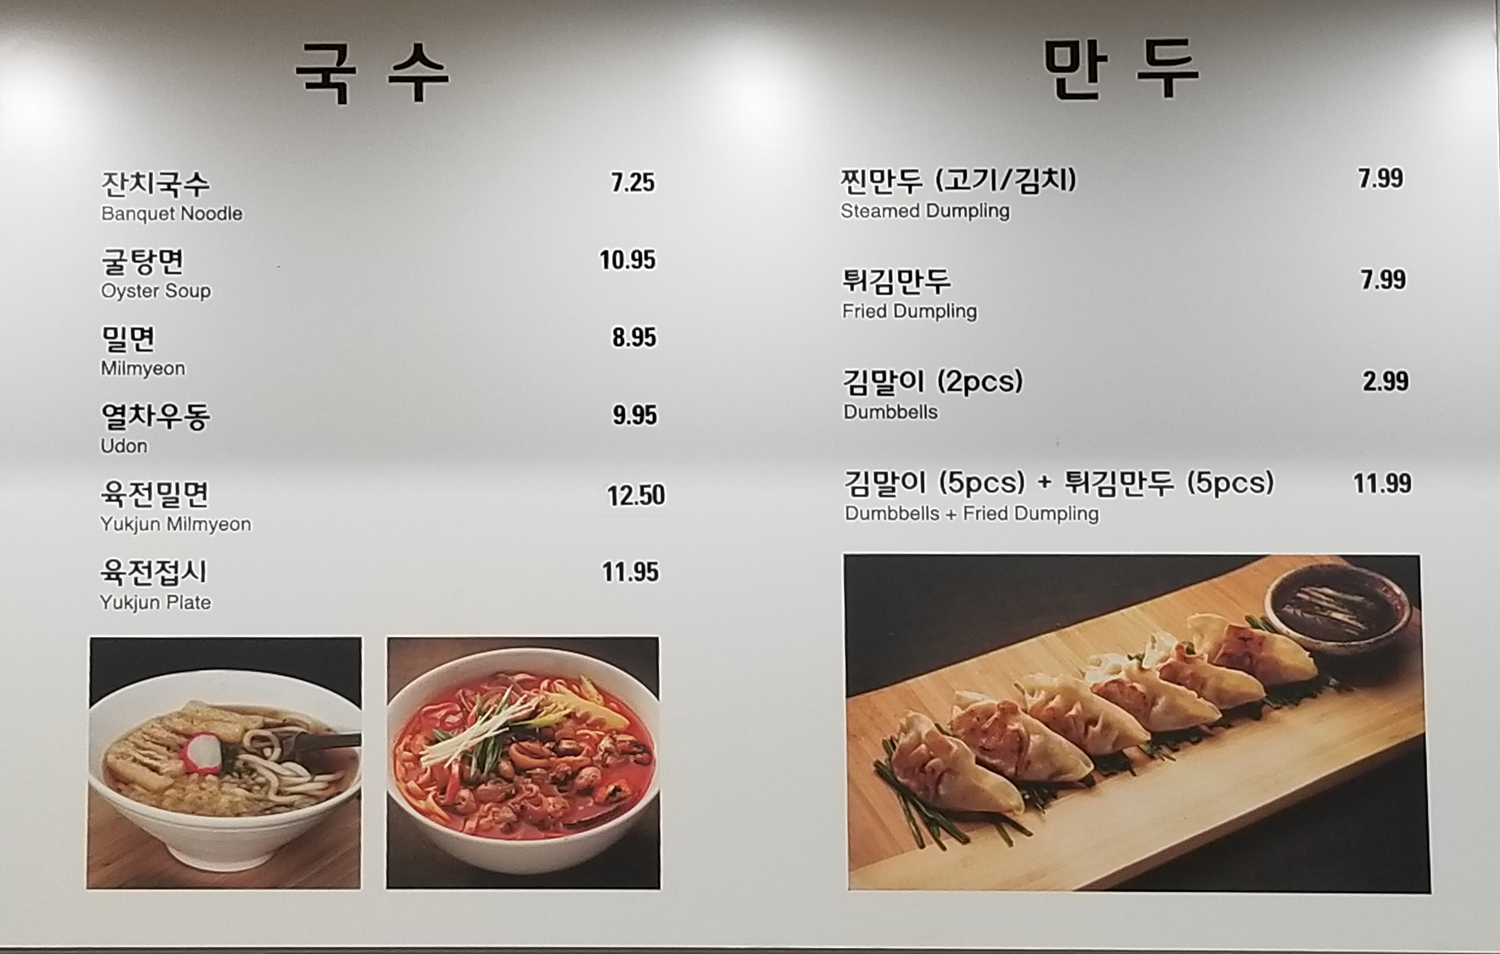 국수
잔치국수 7.25
Banquet Noodle
굴탕면 10.95
Oyster Soup
밀면 8.95
Milmyeon
열차우동 9.95
Udon
육전밀면 12.50
Yukjun Milmyeon
육전접시 11.95
Yukjun Plate
만두
찐만두 (고기/김치) 7.99
Steamed Dumpling
튀김만두 7.99
Fried Dumpling
김말이 (2pcs) 2.99
Dumbbells
김말이 (5pcs) + 튀김만두 (5pcs) 11.99
Dumbbells + Fried Dumpling